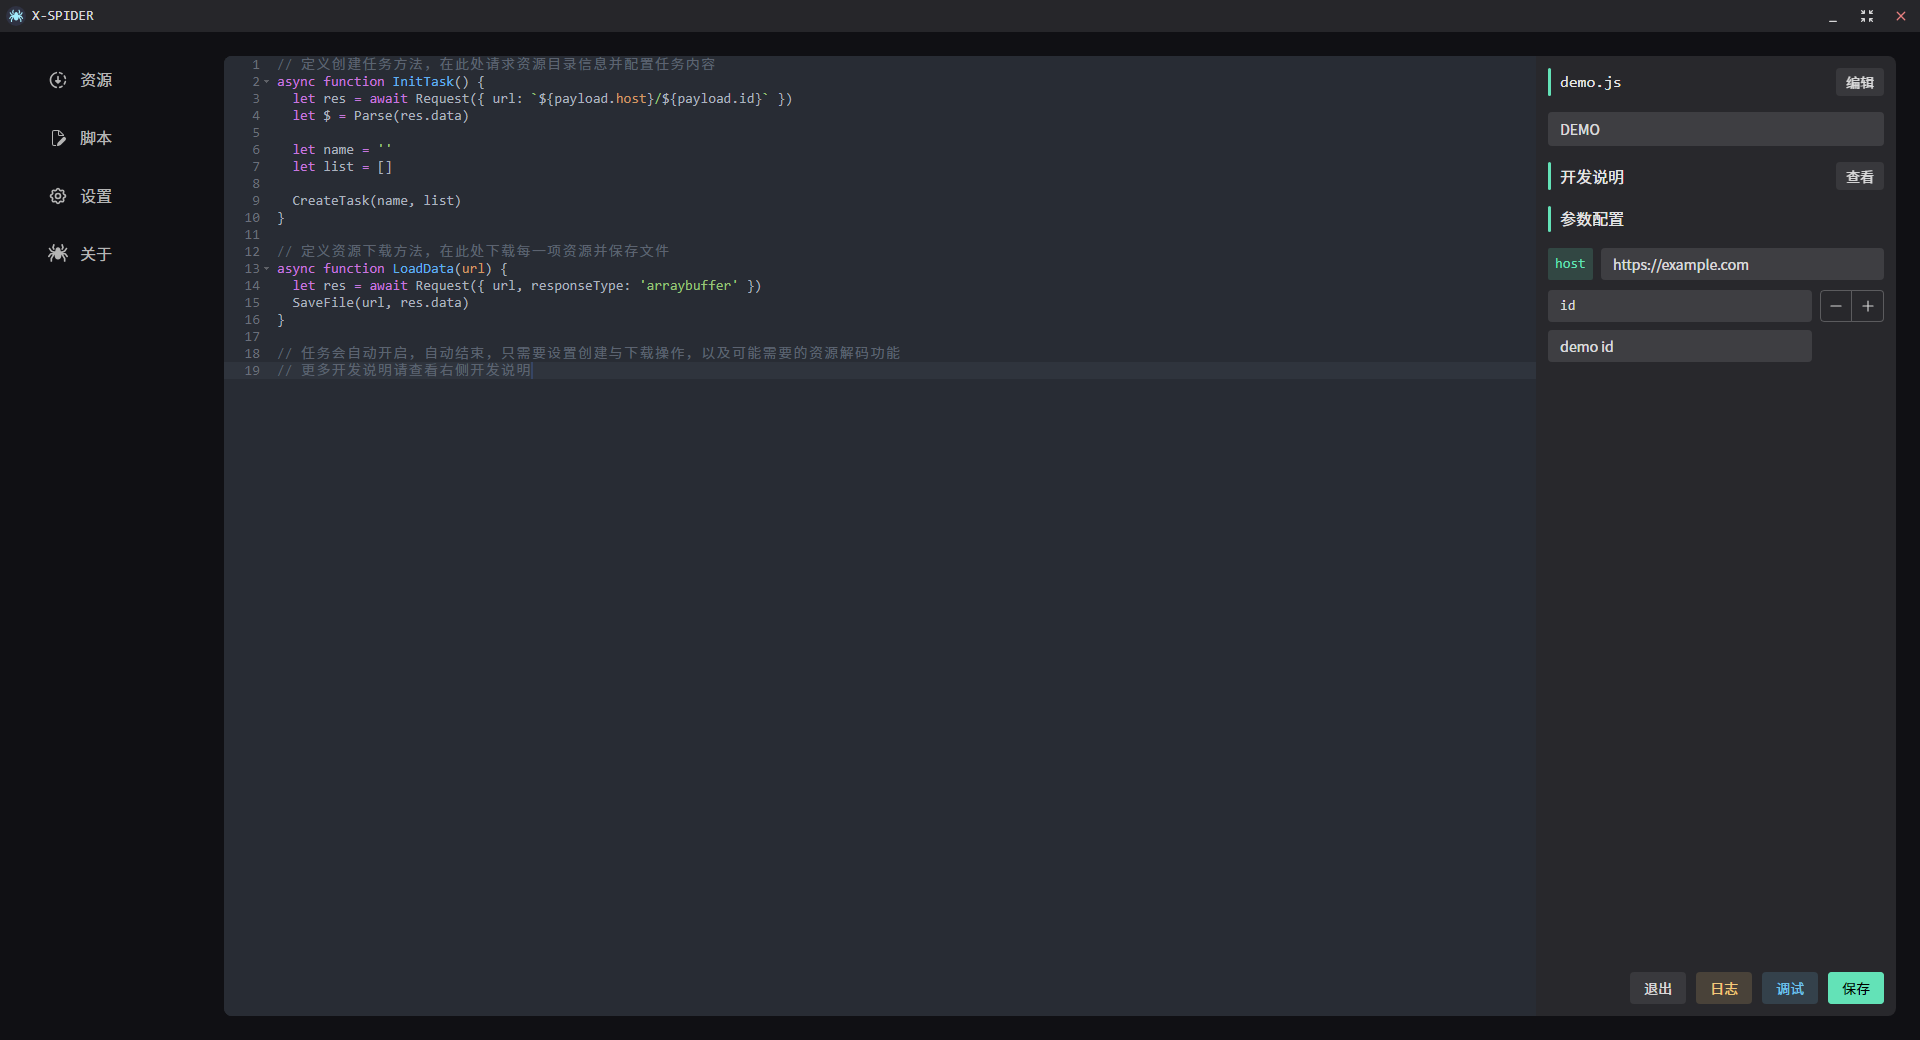 X-SPIDER
资源
脚本
设置
关于
1 // 定义创建任务方法，在此处请求资源目录信息并配置任务内容
2 async function InitTask() {
3 let res = await Request({ url: `${payload.host}/${payload.id}` })
4 let $ = Parse(res.data)
5
6 let name = ''
7 let list = []
8
9 CreateTask(name, list)
10 }
11
12 // 定义资源下载方法，在此处下载每一项资源并保存文件
13 async function LoadData(url) {
14 let res = await Request({ url, responseType: 'arraybuffer' })
15 SaveFile(url, res.data)
16 }
17
18 // 任务会自动开启，自动结束，只需要设置创建与下载操作，以及可能需要的资源解码功能
19 // 更多开发说明请查看右侧开发说明
demo.js 编辑
DEMO
开发说明 查看
参数配置
host https://example.com
id
demo id
退出 日志 调试 保存